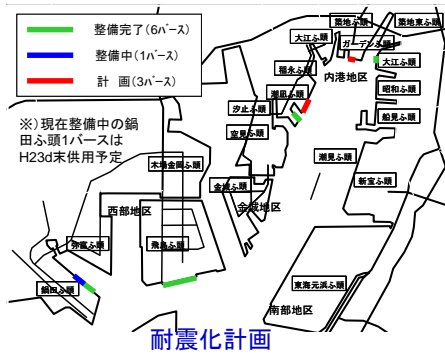 整備完了(6バース)
整備中(1バース)
計 画(3バース)
※)現在整備中の鍋
田ふ頭1バースは
H23d末供用予定
築地ふ頭
築地東ふ頭
大江ふ頭
ガーデンふ頭
稲永ふ頭
内港地区
大江ふ頭
潮凪ふ頭
昭和ふ頭
汐止ふ頭
船見ふ頭
空見ふ頭
木場金岡ふ頭
潮見ふ頭
金城ふ頭
新宝ふ頭
西部地区
金城地区
弥富ふ頭
飛島ふ頭
鍋田ふ頭
東海元浜ふ頭
南部地区
耐震化計画